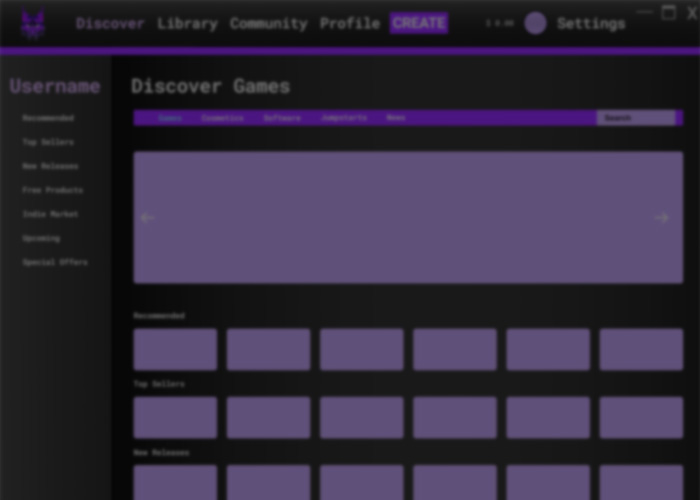 Discover Library Community Profile CREATE $ 0.00 Settings
Username
Discover Games
Games Cosmetics Software Jumpstarts News Search
Recommended
Top Sellers
New Releases
Free Products
Indie Market
Upcoming
Special Offers
Recommended
Top Sellers
New Releases